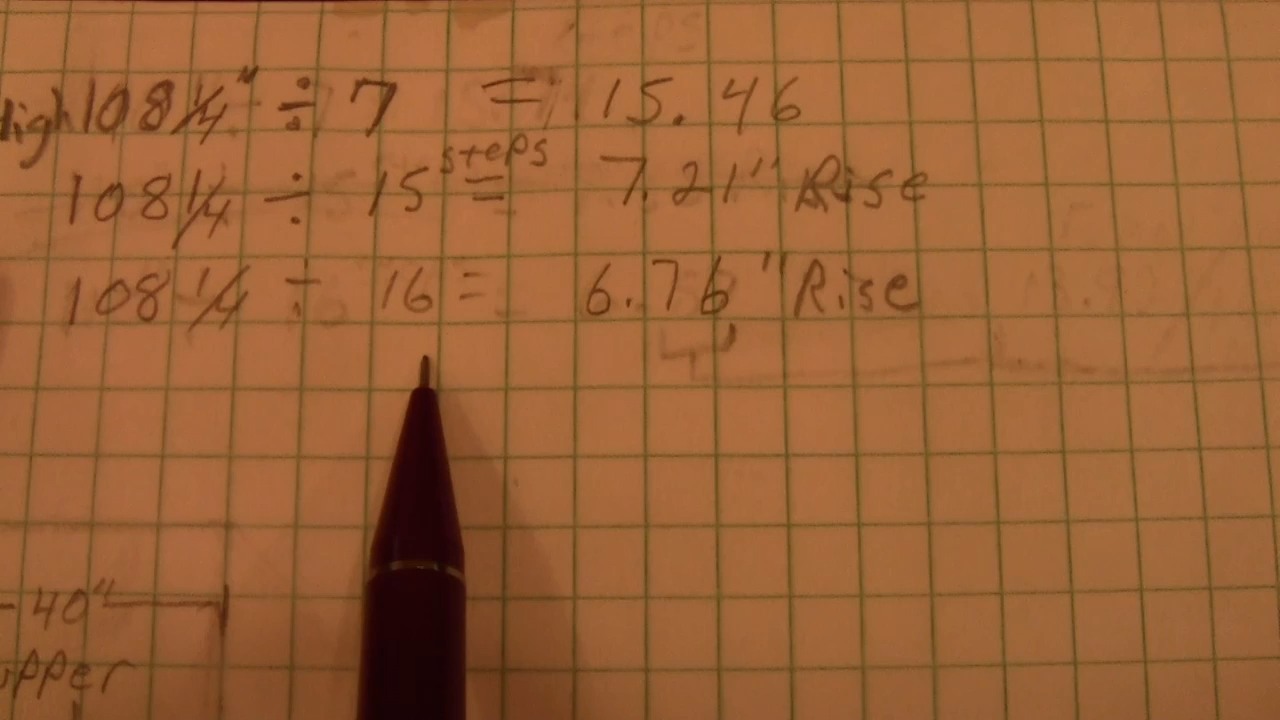 High 108 1/4" ÷ 7 = 15.46
108 1/4 ÷ 15 steps = 7.21" Rise
108 1/4 ÷ 16 = 6.76" Rise
40"
upper